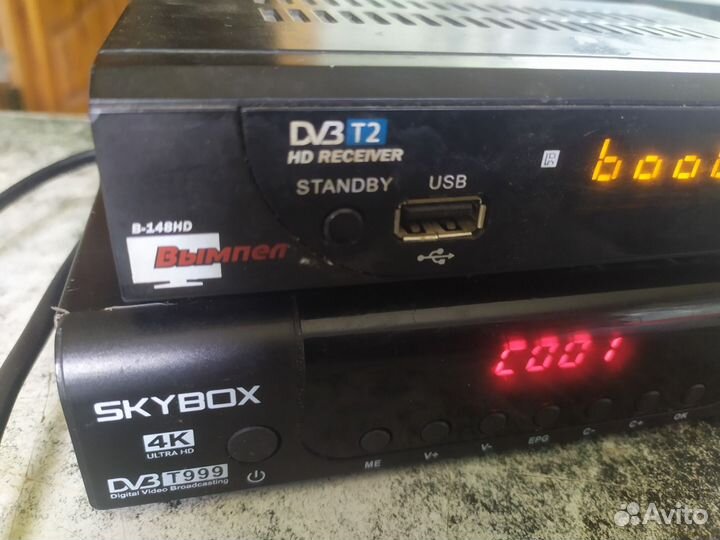 DVB T2
HD RECEIVER
STANDBY
USB
IR
boot
B-148HD
Вымпел
C001
SKYBOX
4K
ULTRA HD
DVB T999
Digital Video Broadcasting
ME
V+
V-
EPG
C-
C+
OK
Avito